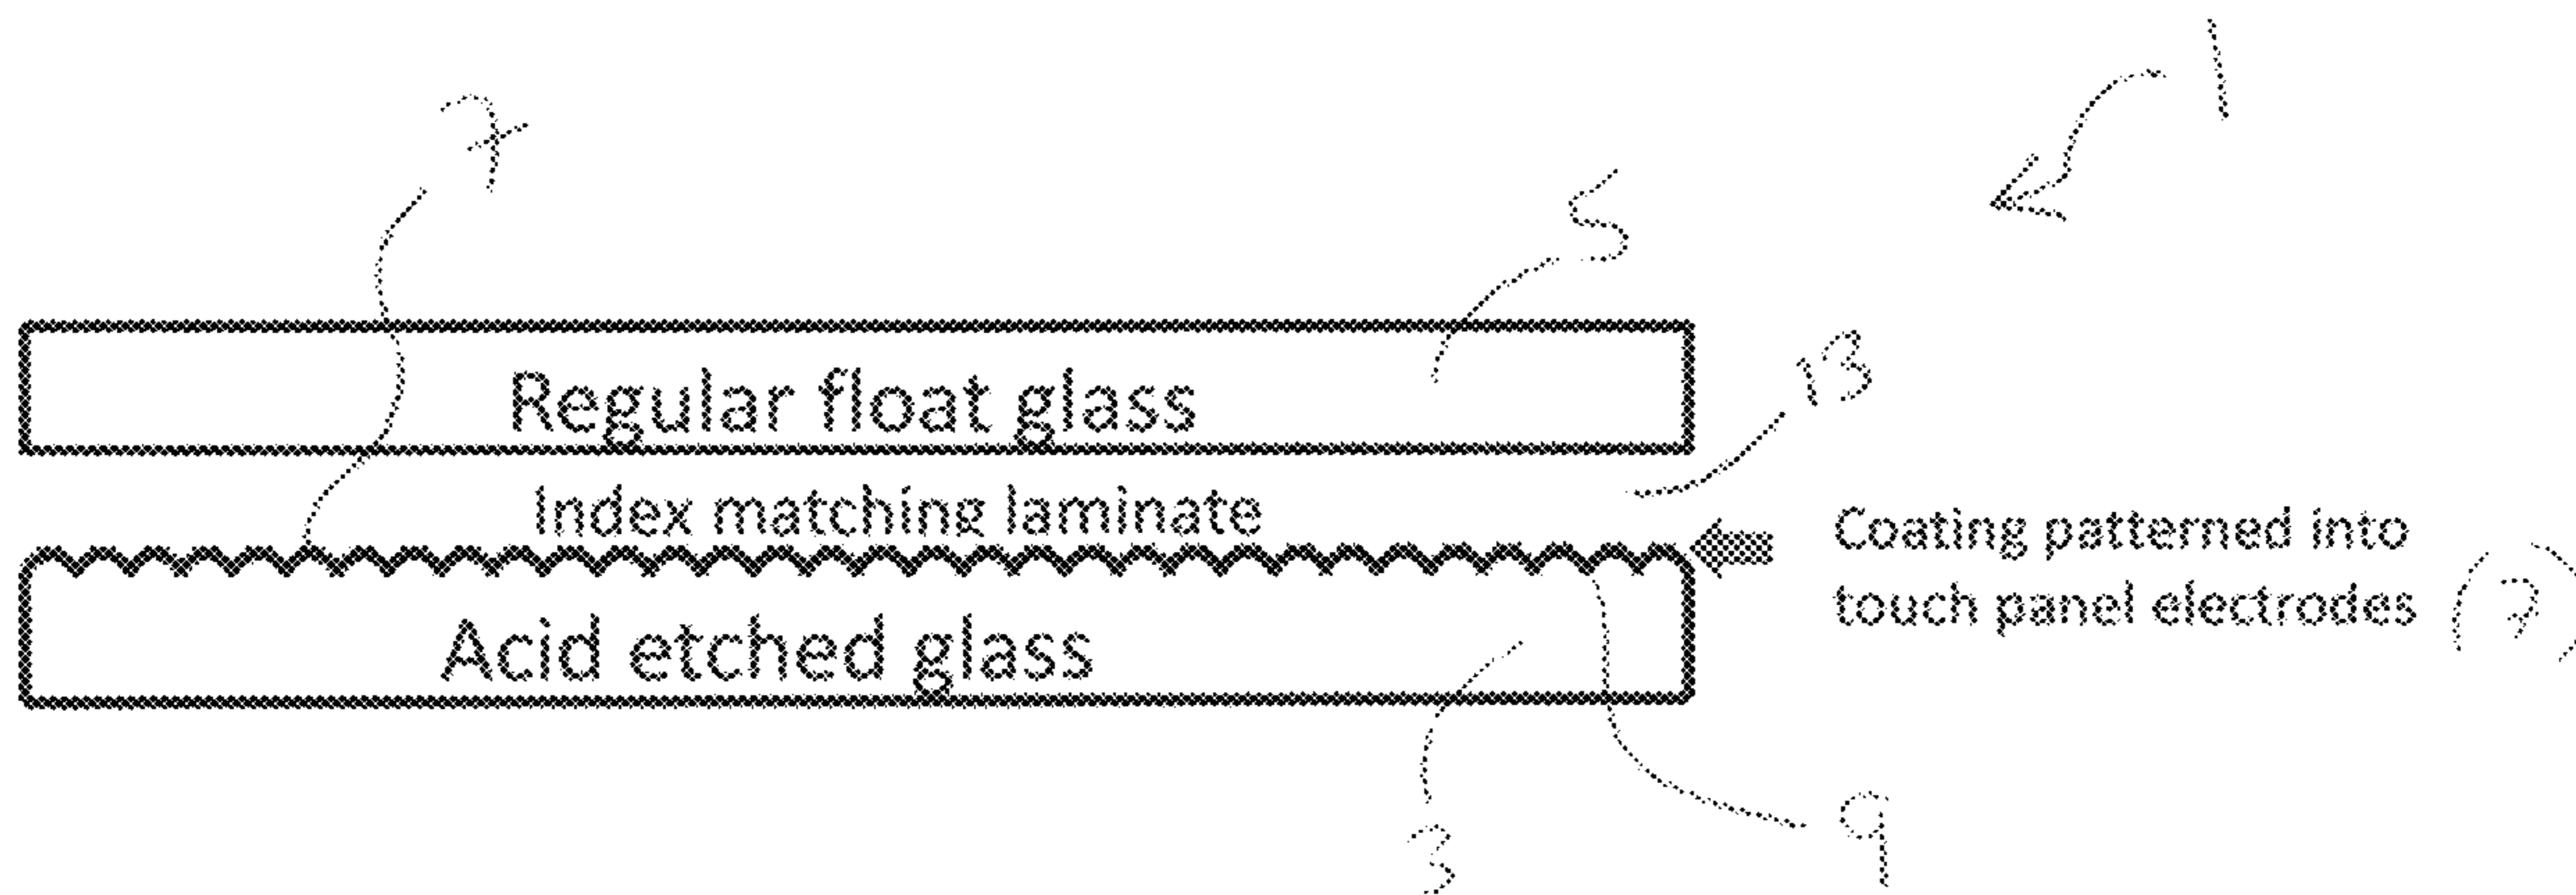 1
7
5
Regular float glass
13
Index matching laminate
Coating patterned into
touch panel electrodes (7)
Acid etched glass
3
9